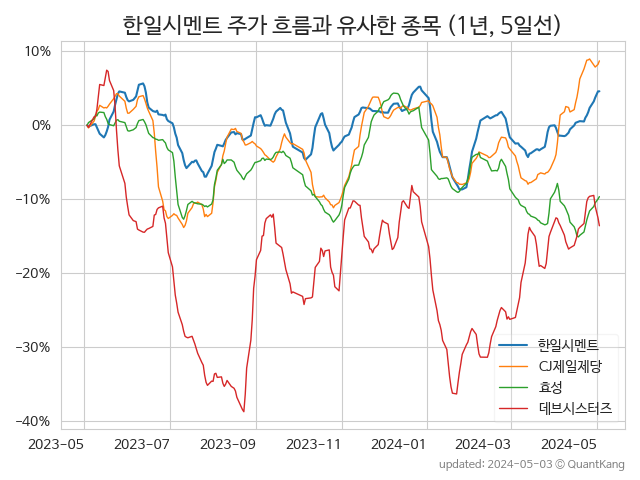 한일시멘트 주가 흐름과 유사한 종목 (1년, 5일선)
10%
0%
−10%
−20%
−30%
−40%
한일시멘트
CJ제일제당
효성
데브시스터즈
2023-05 2023-07 2023-09 2023-11 2024-01 2024-03 2024-05
updated: 2024-05-03 © QuantKang